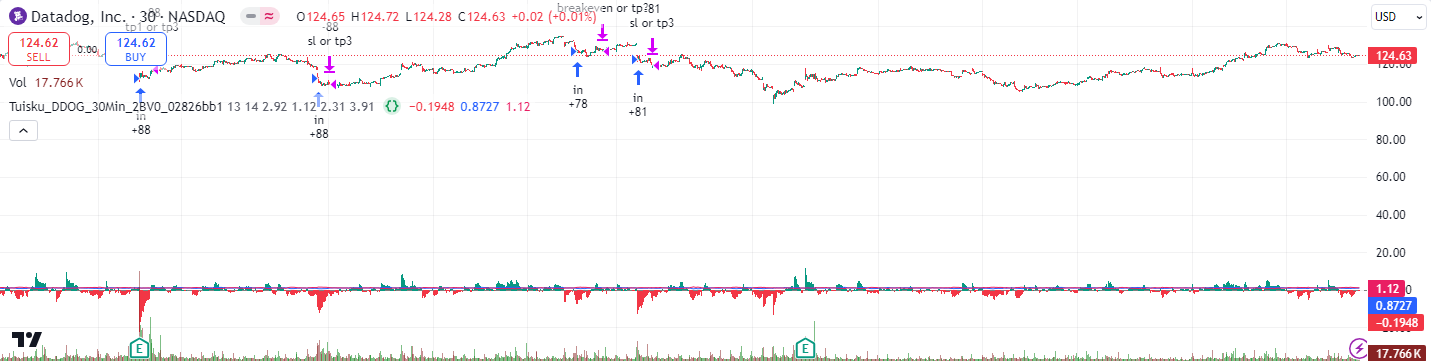 Datadog, Inc. · 30 · NASDAQ
O124.65 H124.72 L124.28 C124.63 +0.02 (+0.01%)
USD
breakeven or tp?
-81
sl or tp3
-88
sl or tp3
tp1 or tp3
124.62
SELL
0.00
124.62
BUY
124.63
120.00
Vol 17.766 K
in
+78
in
+81
100.00
Tuisku_DDOG_30Min_2BV0_02826bb1 13 14 2.92 1.12 2.31 3.91 {} −0.1948 0.8727 1.12
in
+88
in
+88
80.00
60.00
40.00
20.00
1.12
0.8727
−0.1948
E
E
17.766 K